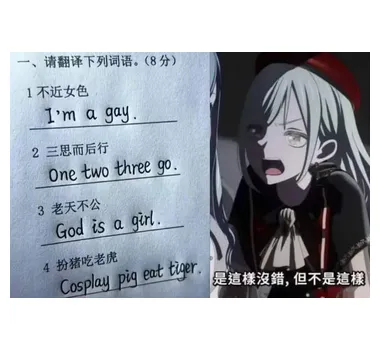 一、请翻译下列词语。(8分)
1 不近女色
I'm a gay.
2 三思而后行
One two three go.
3 老天不公
God is a girl.
4 扮猪吃老虎
Cosplay pig eat tiger.
是這樣沒錯, 但不是這樣